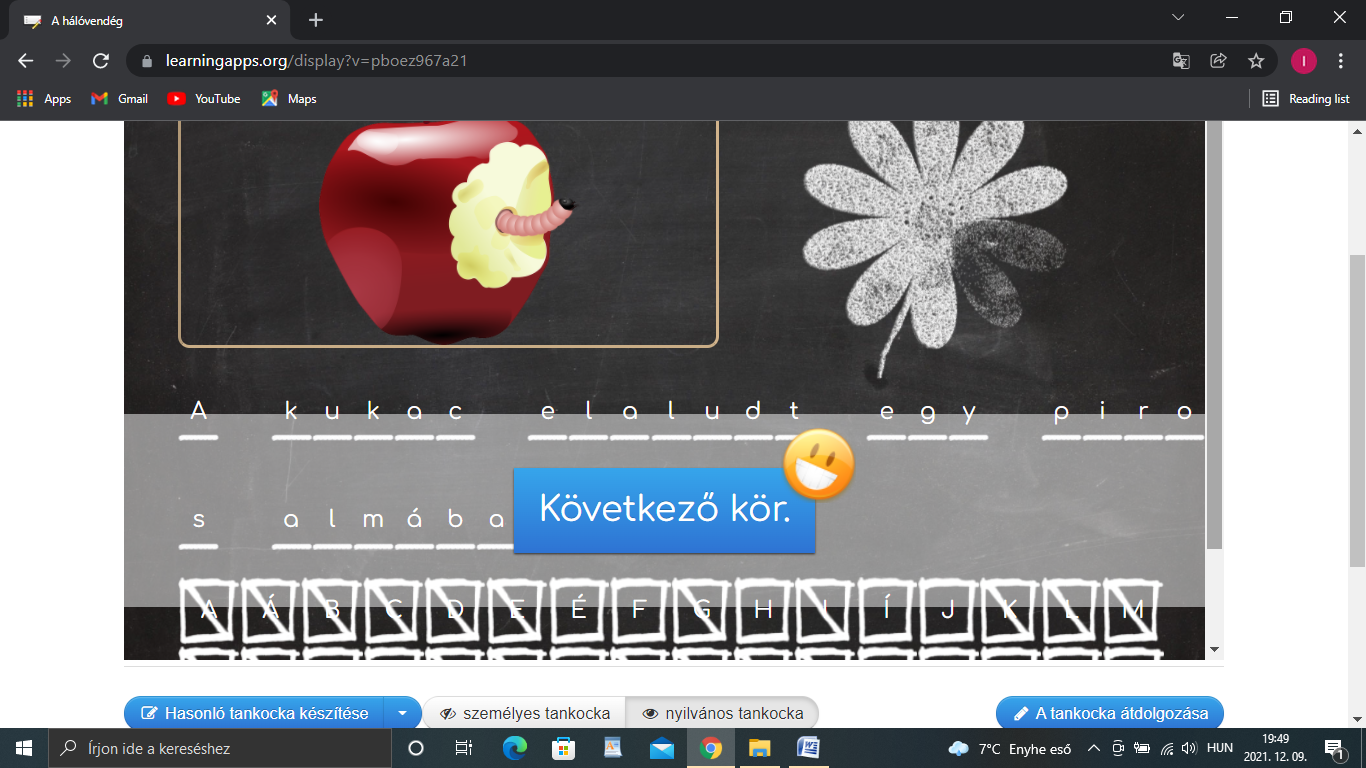 A hálóvendég
learningapps.org/display?v=pboez967a21
I
Apps Gmail YouTube Maps Reading list
A kukac elaludt egy piro
s almába
Következő kör.
A Á B C D E É F G H I Í J K L M
Hasonló tankocka készítése személyes tankocka nyilvános tankocka A tankocka átdolgozása
Írjon ide a kereséshez
7°C Enyhe eső HUN
19:49
2021. 12. 09.
1